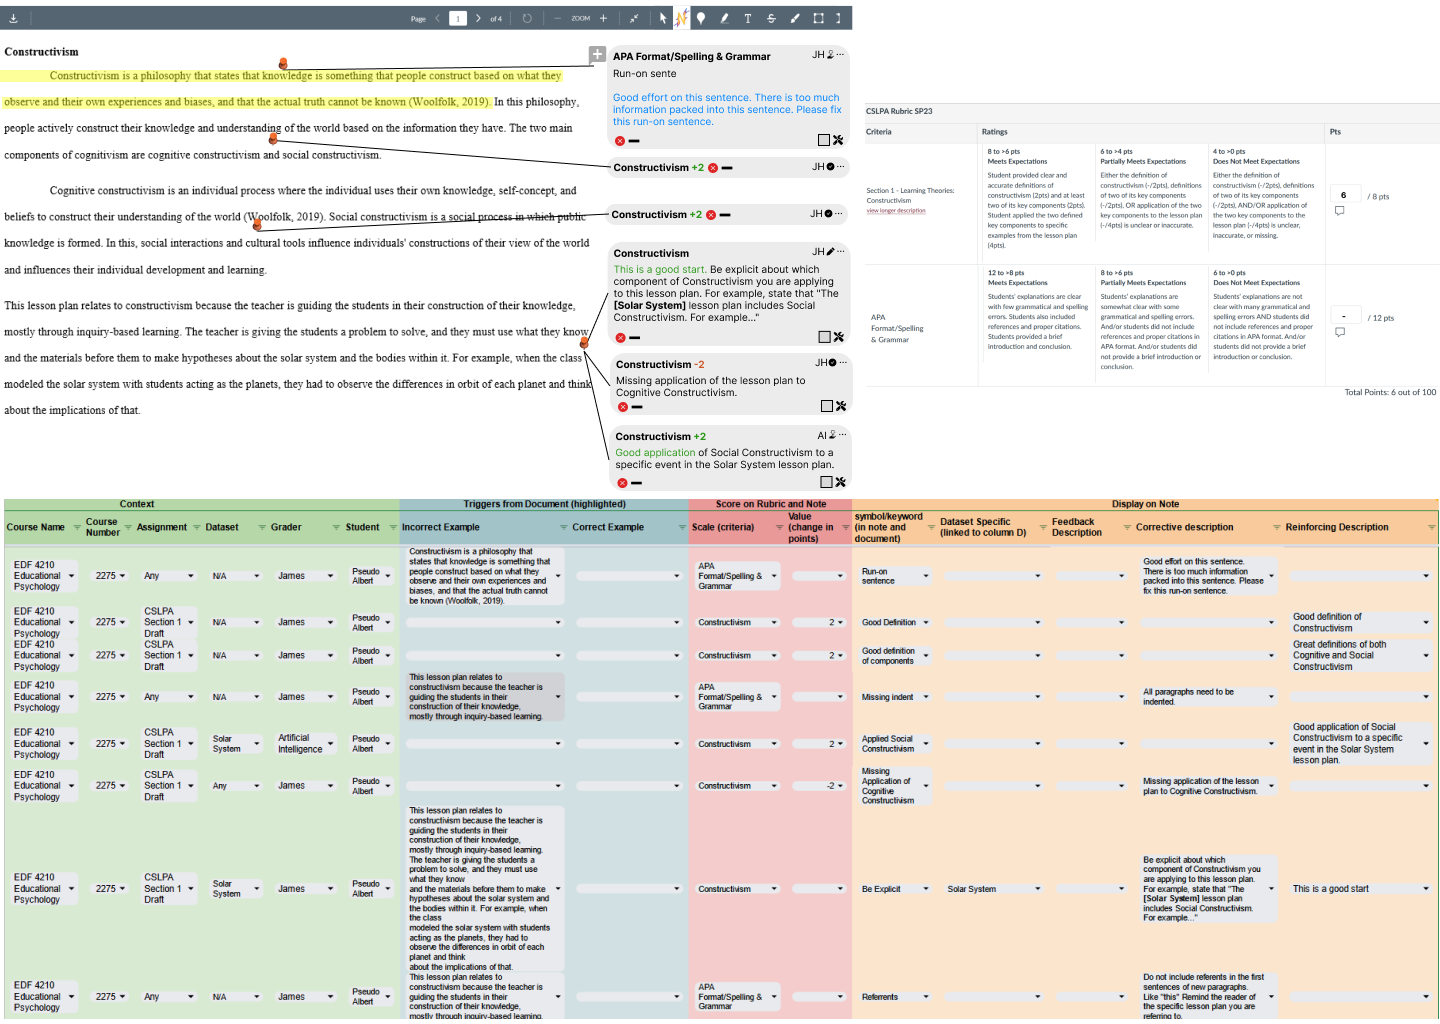 Page 1 of 4 ZOOM
Constructivism
Constructivism is a philosophy that states that knowledge is something that people construct based on what they
observe and their own experiences and biases, and that the actual truth cannot be known (Woolfolk, 2019). In this philosophy,
people actively construct their knowledge and understanding of the world based on the information they have. The two main
components of cognitivism are cognitive constructivism and social constructivism.
Cognitive constructivism is an individual process where the individual uses their own knowledge, self-concept, and
beliefs to construct their understanding of the world (Woolfolk, 2019). Social constructivism is a social process in which public
knowledge is formed. In this, social interactions and cultural tools influence individuals' constructions of their view of the world
and influences their individual development and learning.
This lesson plan relates to constructivism because the teacher is guiding the students in their construction of their knowledge,
mostly through inquiry-based learning. The teacher is giving the students a problem to solve, and they must use what they know
and the materials before them to make hypotheses about the solar system and the bodies within it. For example, when the class
modeled the solar system with students acting as the planets, they had to observe the differences in orbit of each planet and think
about the implications of that.
APA Format/Spelling & Grammar JH
Run-on sente
Good effort on this sentence. There is too much
information packed into this sentence. Please fix
this run-on sentence.
Constructivism +2 JH
Constructivism +2 JH
Constructivism JH
This is a good start. Be explicit about which
component of Constructivism you are applying
to this lesson plan. For example, state that "The
[Solar System] lesson plan includes Social
Constructivism. For example..."
Constructivism -2 JH
Missing application of the lesson plan to
Cognitive Constructivism.
Constructivism +2 AI
Good application of Social Constructivism to a
specific event in the Solar System lesson plan.
CSLPA Rubric SP23
Criteria Ratings Pts
Section 1 - Learning Theories;
Constructivism
view longer description
8 to >6 pts
Meets Expectations
Student provided clear and
accurate definitions of
constructivism (2pts) and at least
two of its key components (2pts).
Student applied the two defined
key components to specific
examples from the lesson plan
(4pts).
6 to >4 pts
Partially Meets Expectations
Either the definition of
constructivism (-/2pts), definitions
of two of its key components
(-/2pts), OR application of the two
key components to the lesson
plan (-/4pts) is unclear or inaccurate.
4 to >0 pts
Does Not Meet Expectations
Either the definition of
constructivism (-/2pts),
definitions of two of its key
components (-/2pts), AND/OR
application of the two key
components to the lesson plan
(-/4pts) is unclear, inaccurate, or
missing.
6 / 8 pts
APA
Format/Spelling
& Grammar
12 to >8 pts
Meets Expectations
Students' explanations are clear
with few grammatical and spelling
errors. Students also included
references and proper citations.
Students provided a brief
introduction and conclusion.
8 to >6 pts
Partially Meets Expectations
Students' explanations are
somewhat clear with some
grammatical and spelling errors.
And/or students did not include
references and proper citations in
APA format. And/or students did
not provide a brief introduction or
conclusion.
6 to >0 pts
Does Not Meet Expectations
Students' explanations are not
clear with many grammatical and
spelling errors AND students did
not include references and proper
citations in APA format. And/or
students did not provide a brief
introduction or conclusion.
- / 12 pts
Total Points: 6 out of 100
Context Triggers from Document (highlighted) Score on Rubric and Note Display on Note
Course Name
Course Number
Assignment
Dataset
Grader
Student
Incorrect Example
Correct Example
Scale (criteria)
Value (change in points)
symbol/keyword (in note and document)
Dataset Specific (linked to column D)
Feedback Description
Corrective description
Reinforcing Description
EDF 4210 Educational Psychology 2275 Any N/A James Pseudo Albert
Constructivism is a philosophy that
states that knowledge is something that
people construct based on what they
observe and their own experiences and
biases, and that the actual truth cannot
be known (Woolfolk, 2019).
APA Format/Spelling & Grammar
Run-on sentence
Good effort on this sentence.
There is too much information
packed into this sentence. Please
fix this run-on sentence.
EDF 4210 Educational Psychology 2275 CSLPA Section 1 Draft N/A James Pseudo Albert
Constructivism 2 Good Definition
Good definition of
Constructivism
EDF 4210 Educational Psychology 2275 CSLPA Section 1 Draft N/A James Pseudo Albert
Constructivism 2 Good definition of components
Great definitions of both
Cognitive and Social
Constructivism
EDF 4210 Educational Psychology 2275 Any N/A James Pseudo Albert
This lesson plan relates to
constructivism because the teacher is
guiding the students in their
construction of their knowledge,
mostly through inquiry-based learning.
APA Format/Spelling & Grammar
Missing indent
All paragraphs need to be
indented.
EDF 4210 Educational Psychology 2275 CSLPA Section 1 Draft Solar System Artificial Intelligence Pseudo Albert
Constructivism 2 Applied Social Constructivism
Good application of Social
Constructivism to a specific
event in the Solar System
lesson plan.
EDF 4210 Educational Psychology 2275 CSLPA Section 1 Draft Any James Pseudo Albert
Constructivism -2 Missing Application of Cognitive Constructivism
Missing application of the lesson
plan to Cognitive Constructivism.
EDF 4210 Educational Psychology 2275 CSLPA Section 1 Draft Solar System James Pseudo Albert
This lesson plan relates to
constructivism because the teacher is
guiding the students in their
construction of their knowledge,
mostly through inquiry-based learning.
The teacher is giving the students a
problem to solve, and they must use
what they know
and the materials before them to make
hypotheses about the solar system and
the bodies within it. For example, when
the class
modeled the solar system with students
acting as the planets, they had to
observe the differences in orbit of each
planet and think
about the implications of that.
Constructivism Be Explicit Solar System
Be explicit about which
component of Constructivism you
are applying to this lesson plan.
For example, state that "The
[Solar System] lesson plan
includes Social Constructivism.
For example..."
This is a good start
EDF 4210 Educational Psychology 2275 Any N/A James Pseudo Albert
This lesson plan relates to
constructivism because the teacher is
guiding the students in their
construction of their knowledge,
mostly through inquiry-based learning.
APA Format/Spelling & Grammar
Referrents
Do not include referents in the first
sentences of new paragraphs.
Like "this" Remind the reader of
the specific lesson plan you are
referring to.